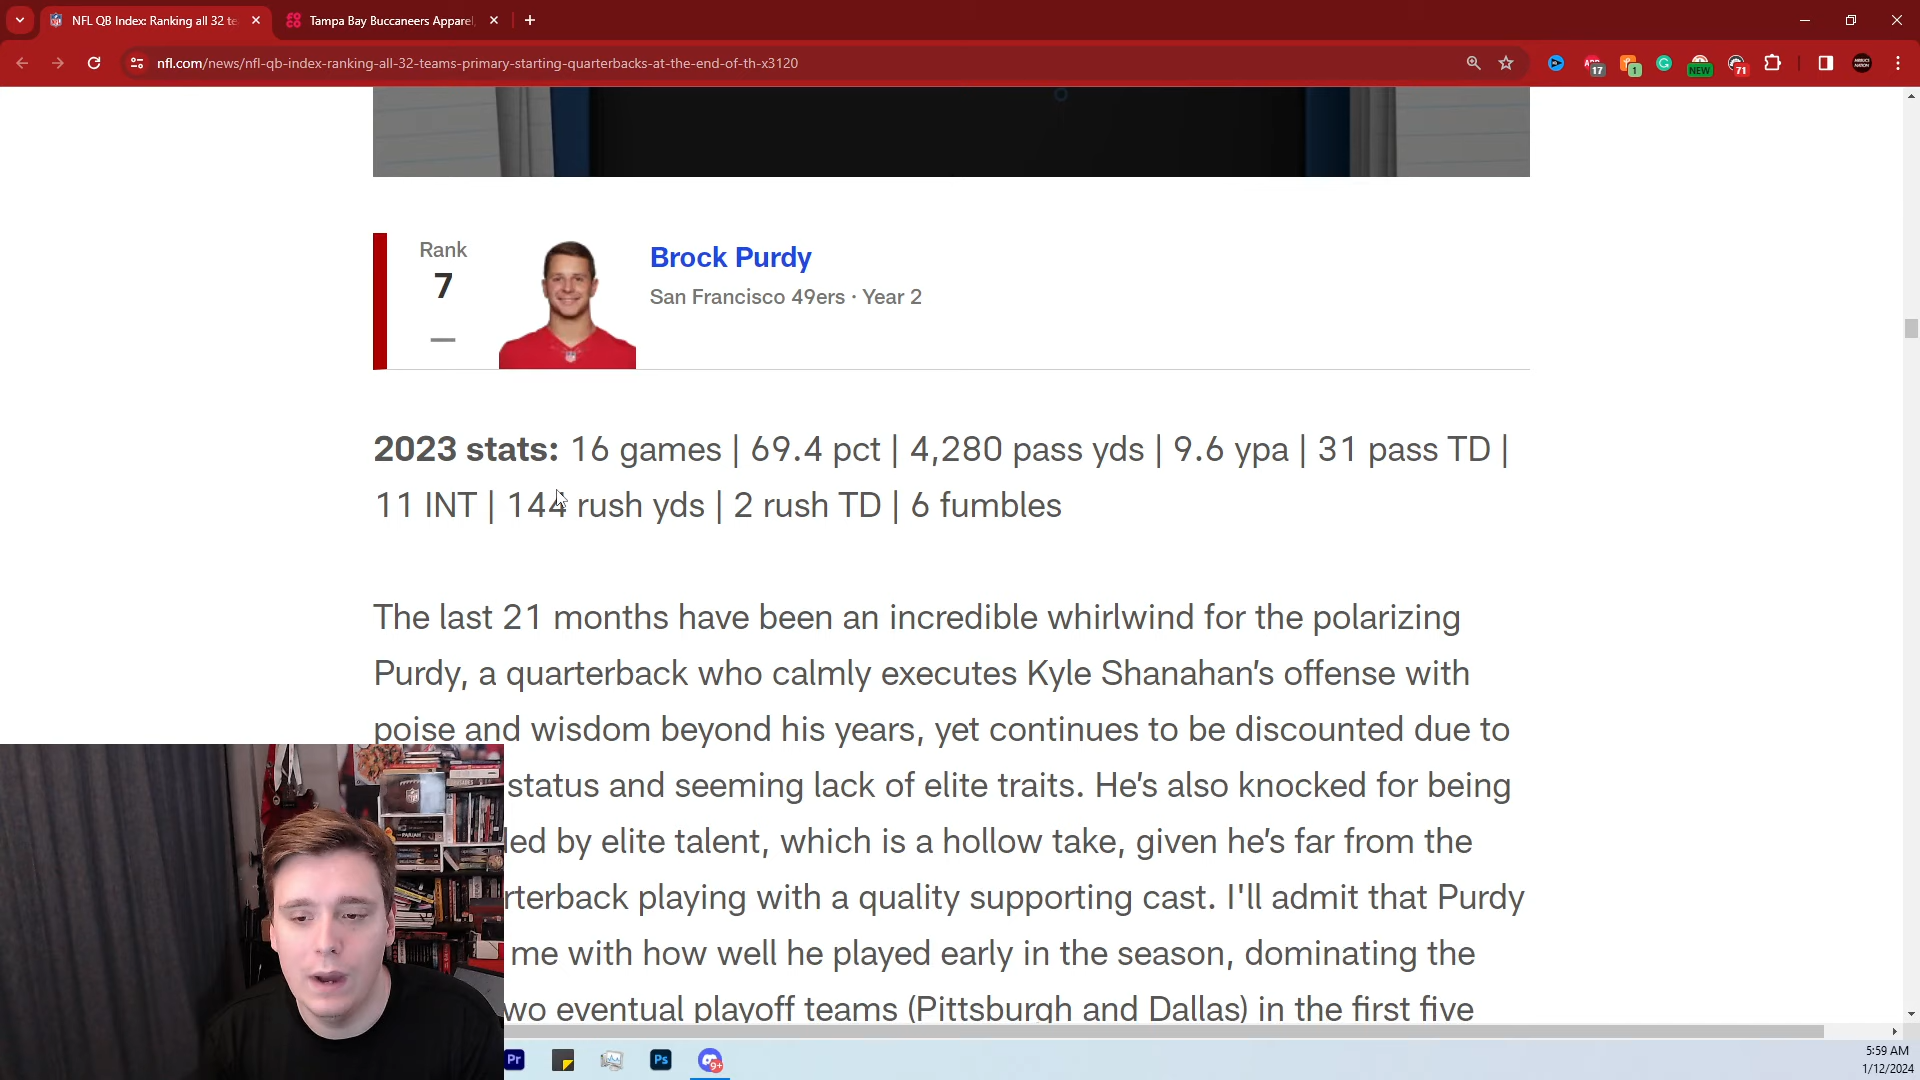 NFL QB Index: Ranking all 32 te
Tampa Bay Buccaneers Apparel
nfl.com/news/nfl-qb-index-ranking-all-32-teams-primary-starting-quarterbacks-at-the-end-of-th-x3120
17
1
NEW
71
Rank
7
Brock Purdy
San Francisco 49ers · Year 2
2023 stats: 16 games | 69.4 pct | 4,280 pass yds | 9.6 ypa | 31 pass TD |
11 INT | 144 rush yds | 2 rush TD | 6 fumbles
The last 21 months have been an incredible whirlwind for the polarizing
Purdy, a quarterback who calmly executes Kyle Shanahan’s offense with
poise and wisdom beyond his years, yet continues to be discounted due to
status and seeming lack of elite traits. He’s also knocked for being
led by elite talent, which is a hollow take, given he’s far from the
rterback playing with a quality supporting cast. I'll admit that Purdy
me with how well he played early in the season, dominating the
wo eventual playoff teams (Pittsburgh and Dallas) in the first five
Pr
Ps
9+
5:59 AM
1/12/2024